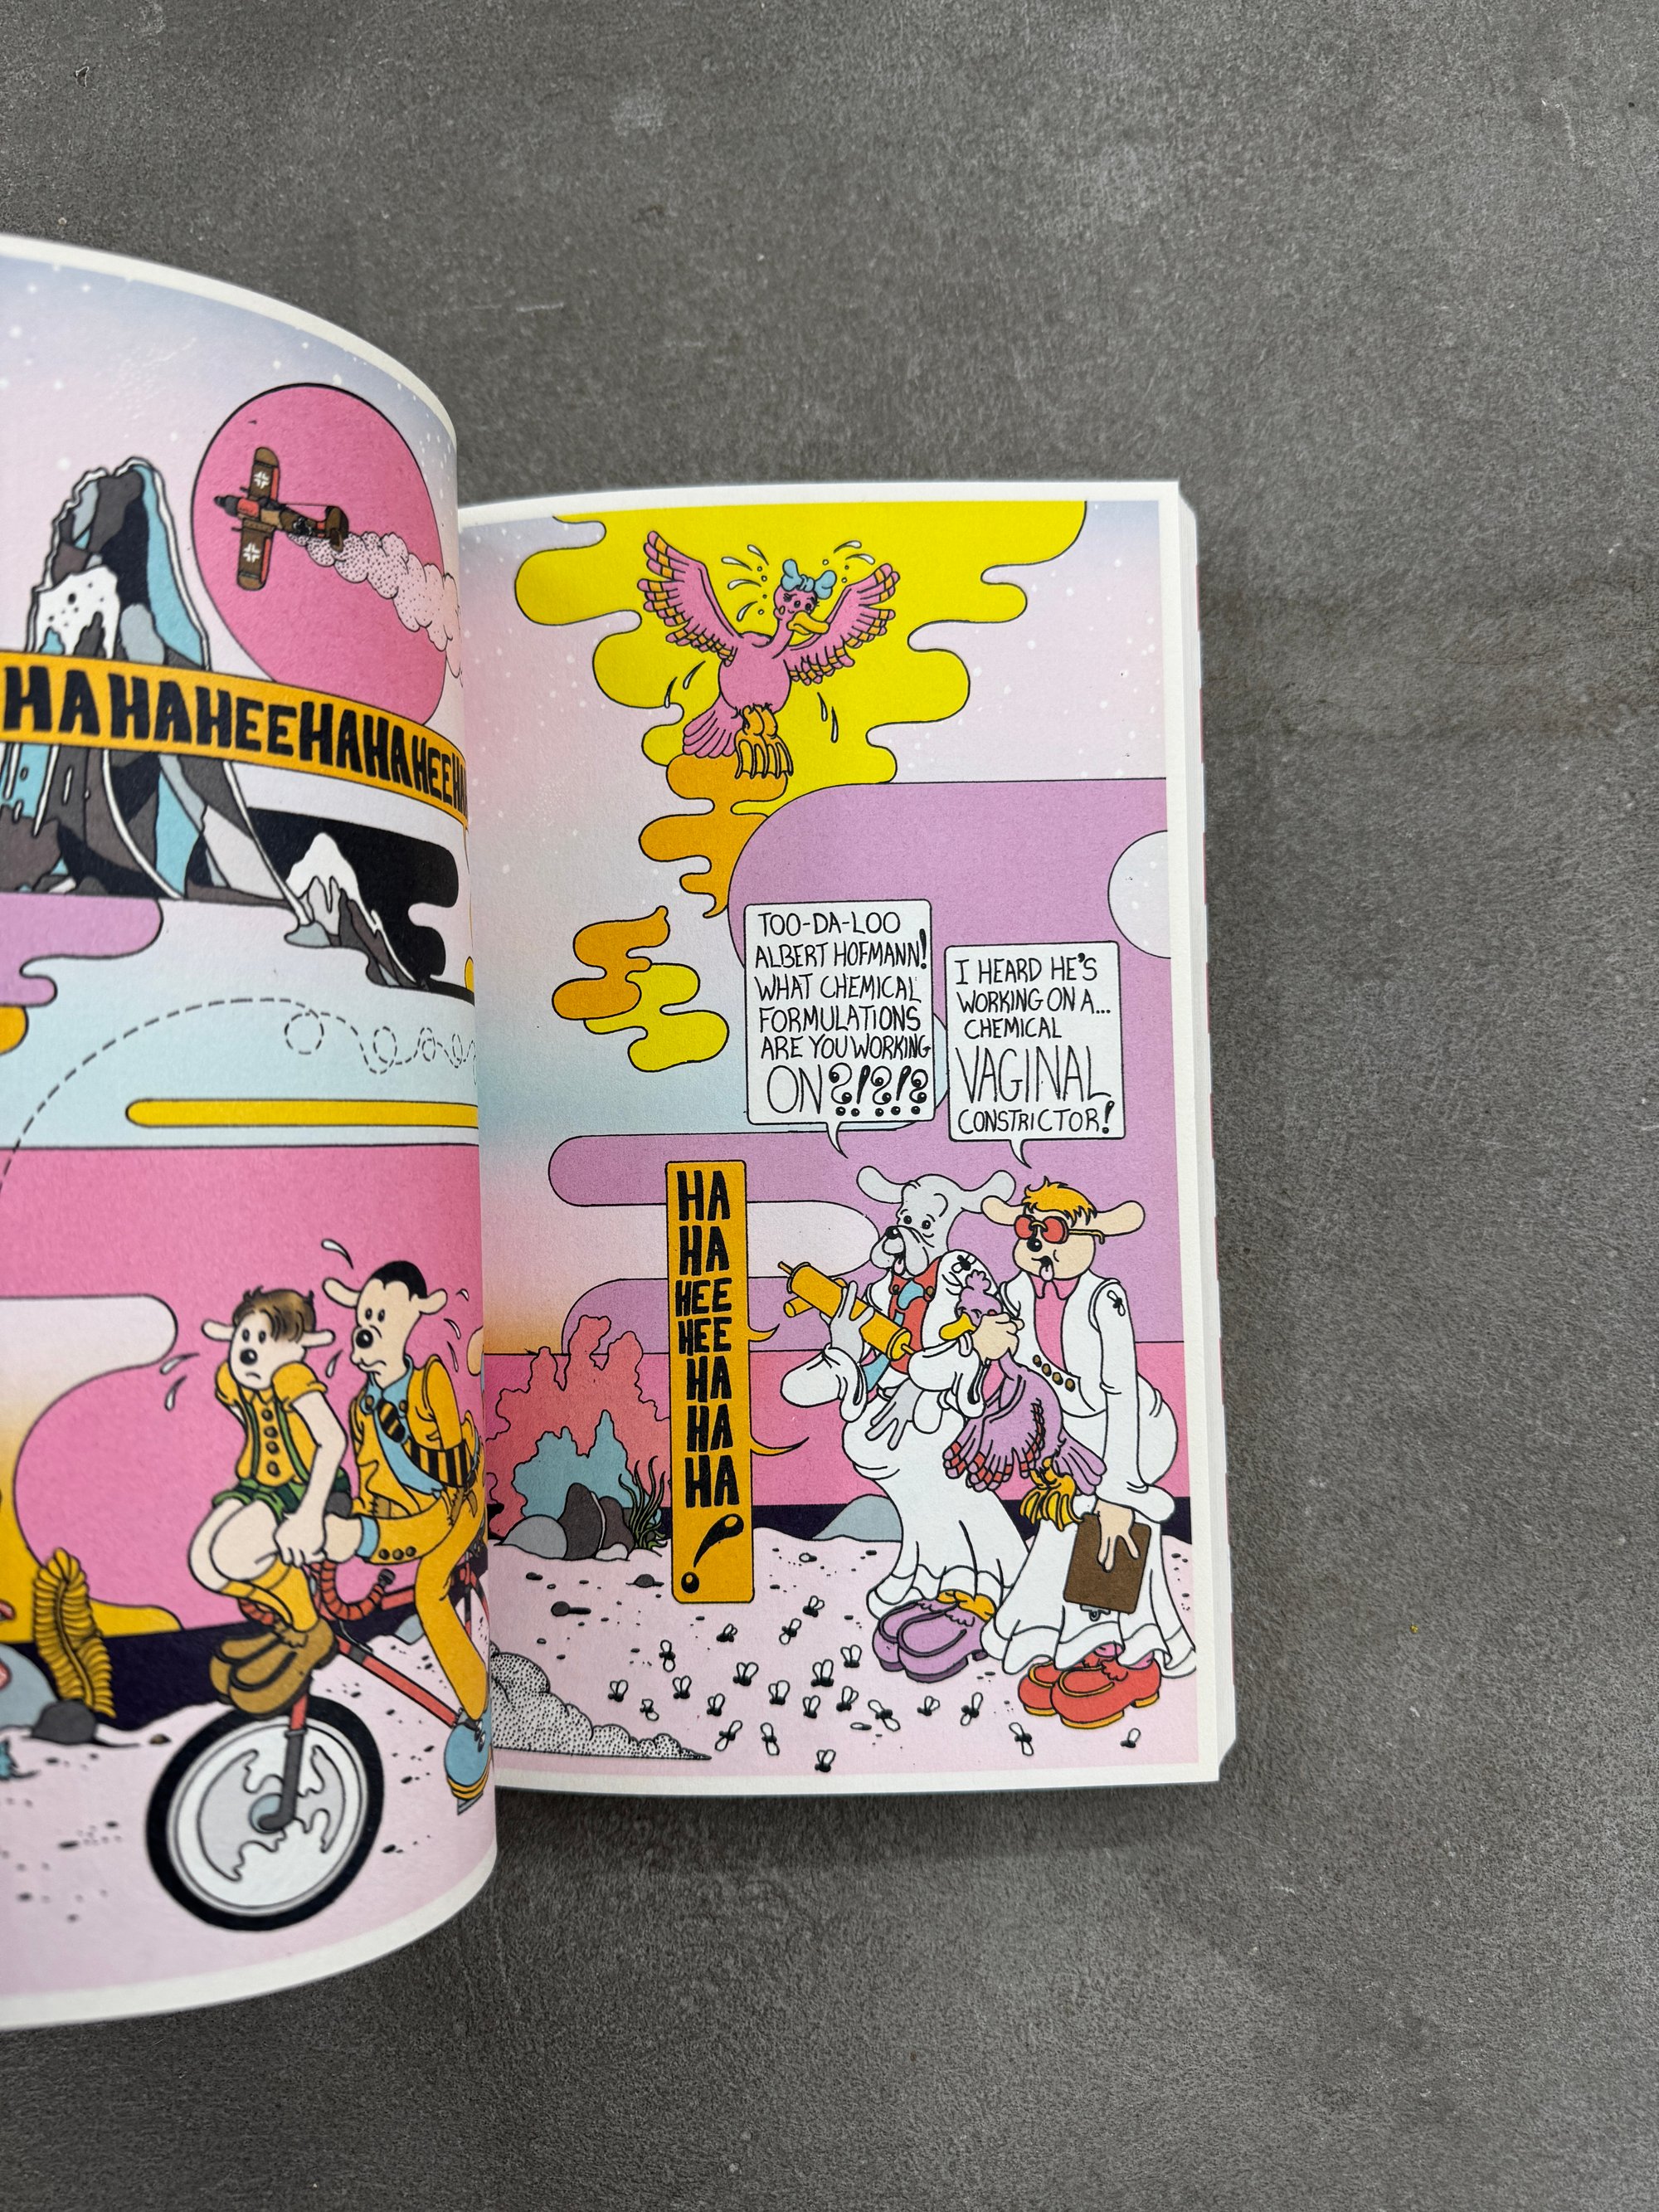 HAHAHEEHAHAHEEHA
TOO-DA-LOO
ALBERT HOFMANN!
WHAT CHEMICAL
FORMULATIONS
ARE YOU WORKING
ON ?!?!?
I HEARD HE'S
WORKING ON A...
CHEMICAL
VAGINAL
CONSTRICTOR!
HA
HA
HEE
HEE
HA
HA
HA
!